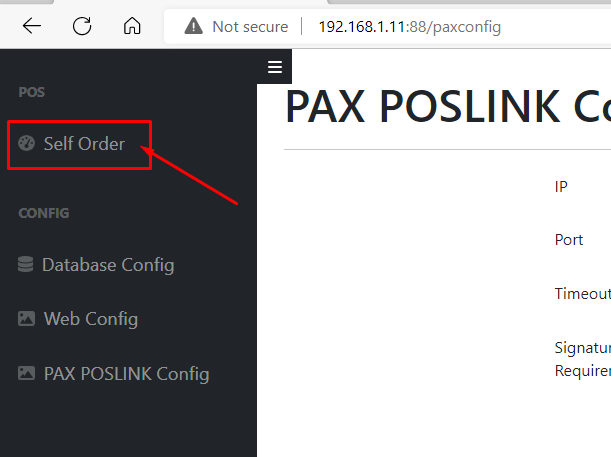 Not secure
192.168.1.11:88/paxconfig
POS
Self Order
CONFIG
Database Config
Web Config
PAX POSLINK Config
PAX POSLINK Co
IP
Port
Timeout
Signatur
Requirer